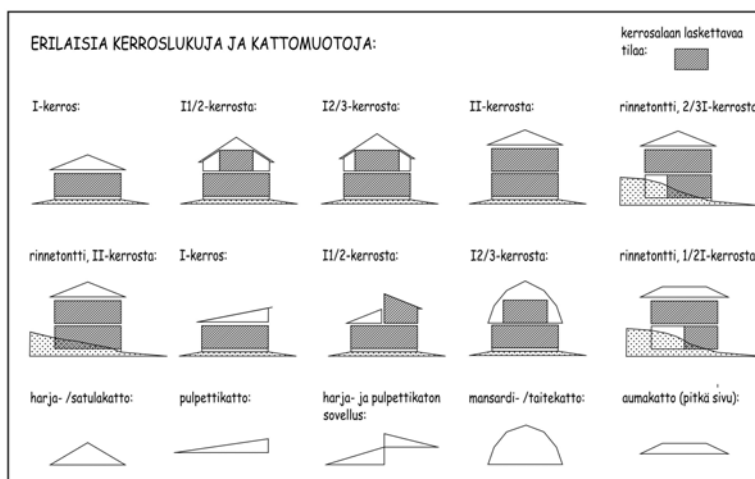 ERILAISIA KERROSLUKUJA JA KATTOMUOTOJA:
kerrosalaan laskettavaa
tilaa:
I-kerros:
I1/2-kerrosta:
I2/3-kerrosta:
II-kerrosta:
rinnetontti, 2/3I-kerrosta
rinnetontti, II-kerrosta:
I-kerros:
I1/2-kerrosta:
I2/3-kerrosta:
rinnetontti, 1/2I-kerrosta
harja- /satulakatto:
pulpettikatto:
harja- ja pulpettikaton
sovellus:
mansardi- /taitekatto:
aumakatto (pitkä sivu):